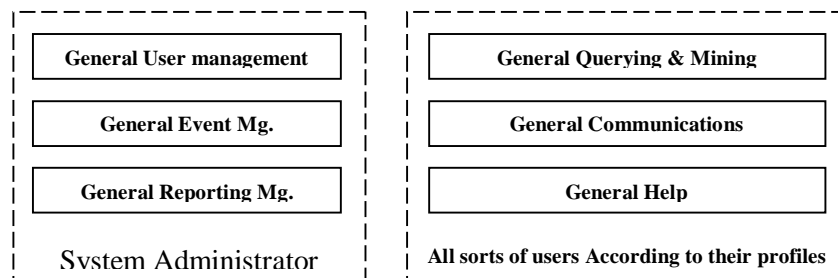 General User management
General Event Mg.
General Reporting Mg.
System Administrator
General Querying & Mining
General Communications
General Help
All sorts of users According to their profiles